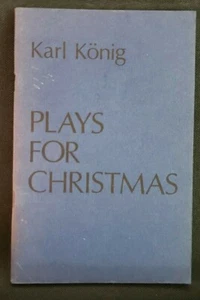 Karl König
PLAYS
FOR
CHRISTMAS